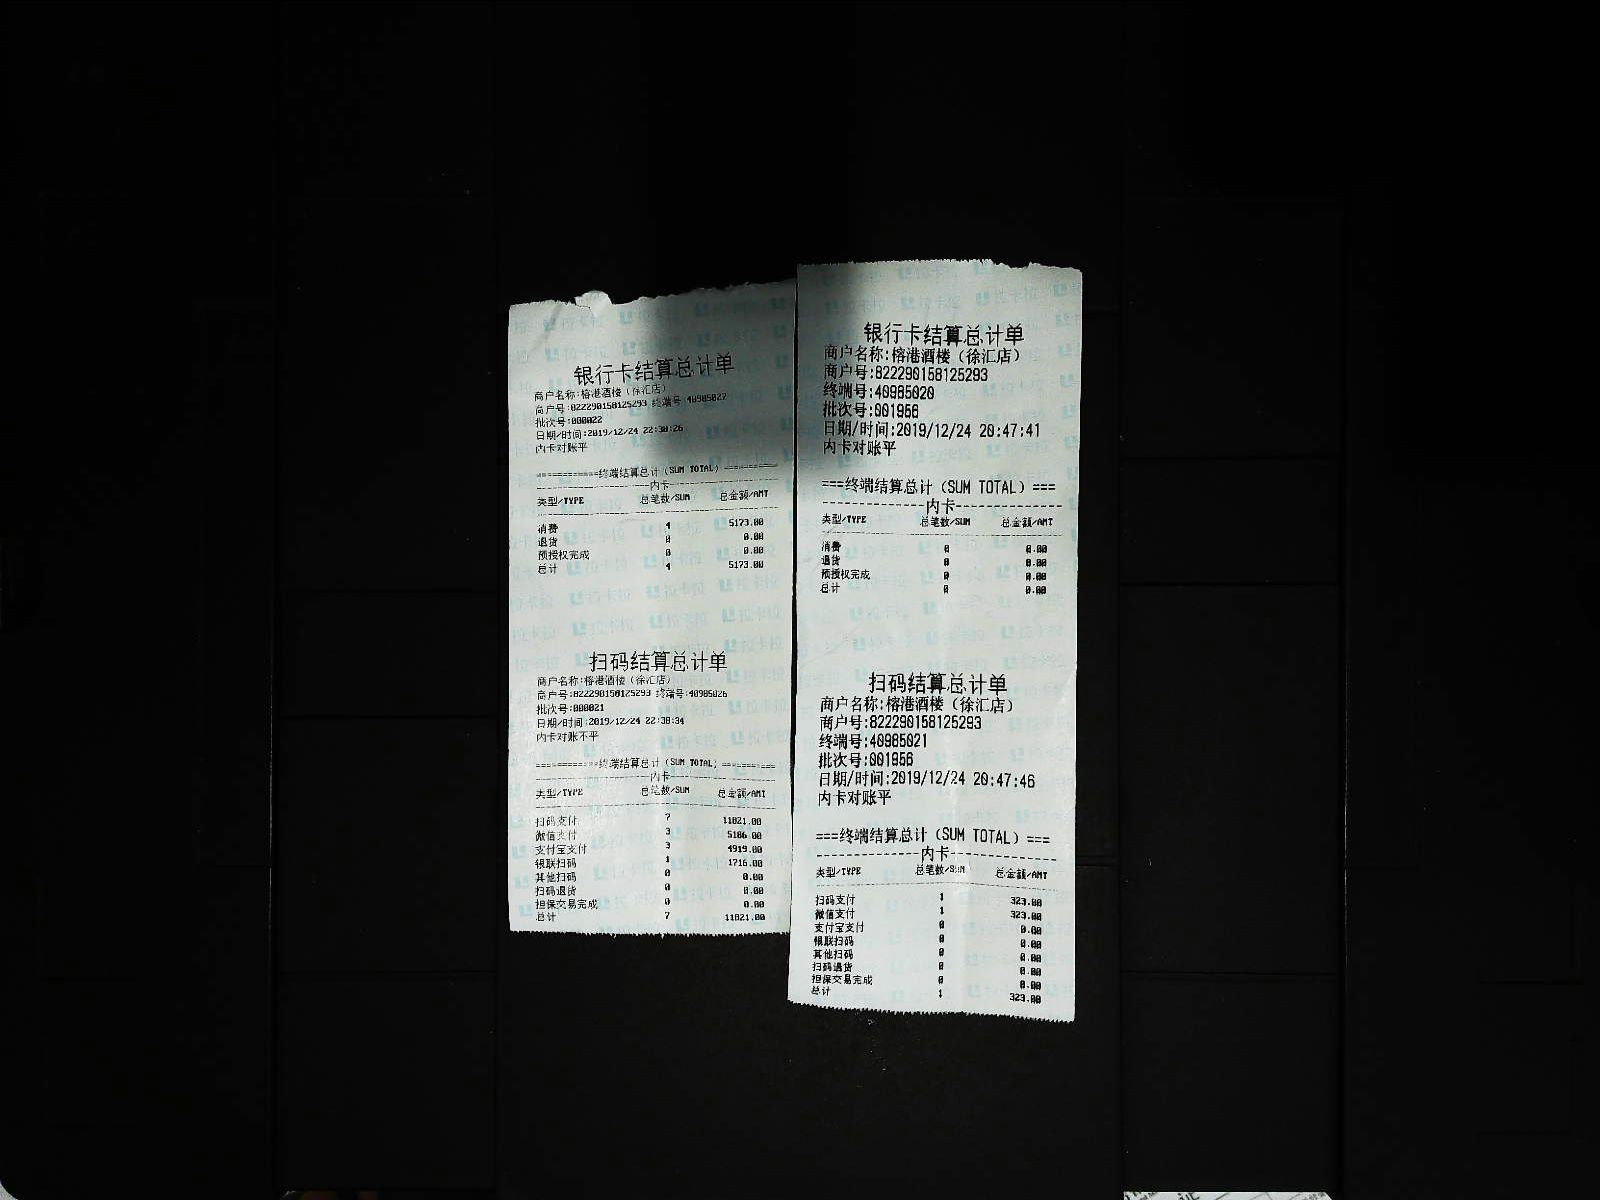 银行卡结算总计单
商户名称:榕港酒楼（徐汇店）
商户号:822290158125293 终端号:40985027
批次号:000022
日期/时间:2019/12/24 22:38:26
内卡对账平
============终端结算总计（SUM TOTAL）===========
内卡
类型/TYPE 总笔数/SUM 总金额/AMT
消费 4 5173.00
退货 0 0.00
预授权完成 0 0.00
总计 4 5173.00
扫码结算总计单
商户名称:榕港酒楼（徐汇店）
商户号:822290158125293 终端号:40985026
批次号:000021
日期/时间:2019/12/24 22:38:34
内卡对账不平
============终端结算总计（SUM TOTAL）===========
内卡
类型/TYPE 总笔数/SUM 总金额/AMT
扫码支付 7 11821.00
微信支付 3 5186.00
支付宝支付 3 4919.00
银联扫码 1 1716.00
其他扫码 0 0.00
扫码退货 0 0.00
担保交易完成 0 0.00
总计 7 11821.00
银行卡结算总计单
商户名称:榕港酒楼（徐汇店）
商户号:822290158125293
终端号:40985020
批次号:001956
日期/时间:2019/12/24 20:47:41
内卡对账平
===终端结算总计（SUM TOTAL）===
内卡
类型/TYPE 总笔数/SUM 总金额/AMT
消费 0 0.00
退货 0 0.00
预授权完成 0 0.00
总计 0 0.00
扫码结算总计单
商户名称:榕港酒楼（徐汇店）
商户号:822290158125293
终端号:40985021
批次号:001956
日期/时间:2019/12/24 20:47:46
内卡对账平
===终端结算总计（SUM TOTAL）===
内卡
类型/TYPE 总笔数/SUM 总金额/AMT
扫码支付 1 323.00
微信支付 1 323.00
支付宝支付 0 0.00
银联扫码 0 0.00
其他扫码 0 0.00
扫码退货 0 0.00
担保交易完成 0 0.00
总计 1 323.00